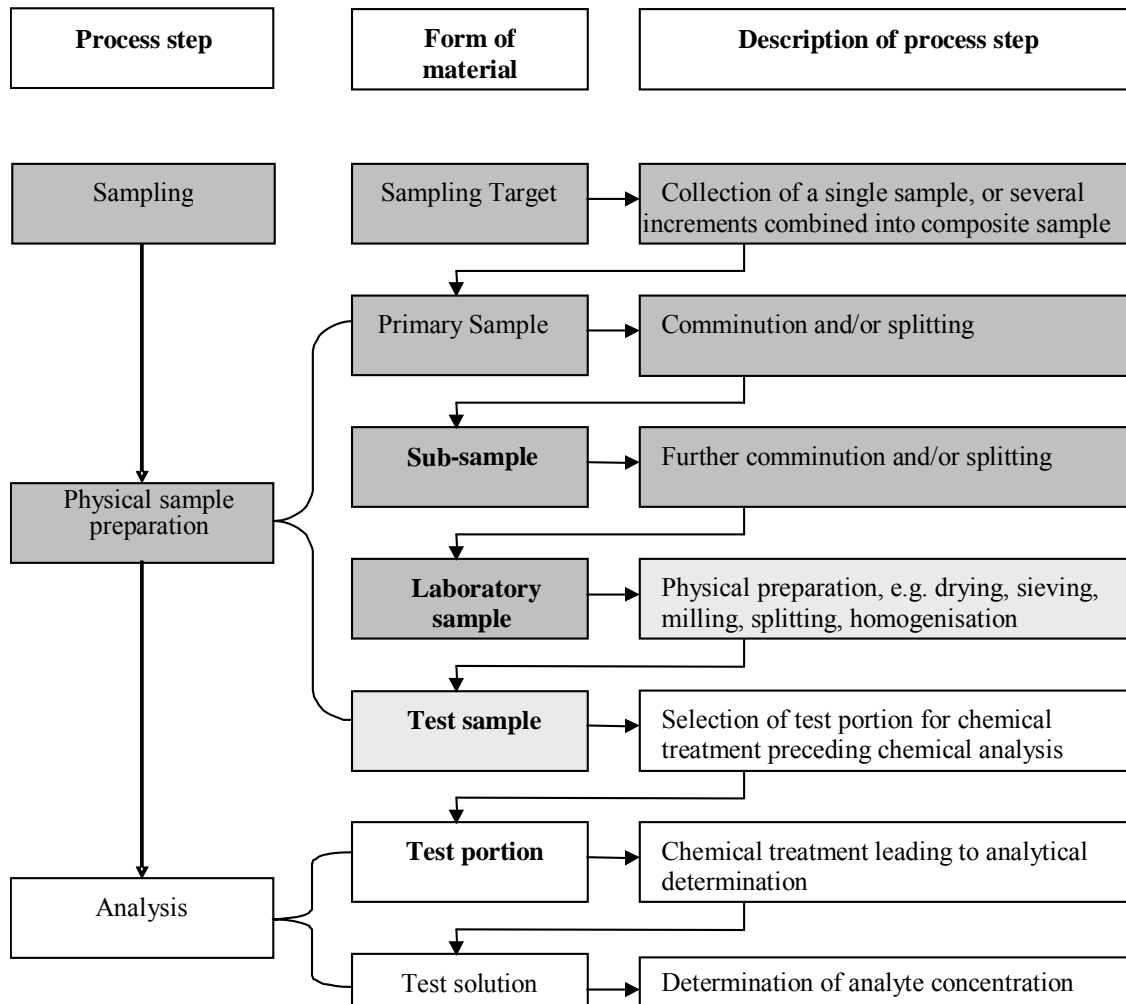 Process step
Form of
material
Description of process step
Sampling
Sampling Target
Collection of a single sample, or several
increments combined into composite sample
Primary Sample
Comminution and/or splitting
Sub-sample
Further comminution and/or splitting
Physical sample
preparation
Laboratory
sample
Physical preparation, e.g. drying, sieving,
milling, splitting, homogenisation
Test sample
Selection of test portion for chemical
treatment preceding chemical analysis
Test portion
Chemical treatment leading to analytical
determination
Analysis
Test solution
Determination of analyte concentration